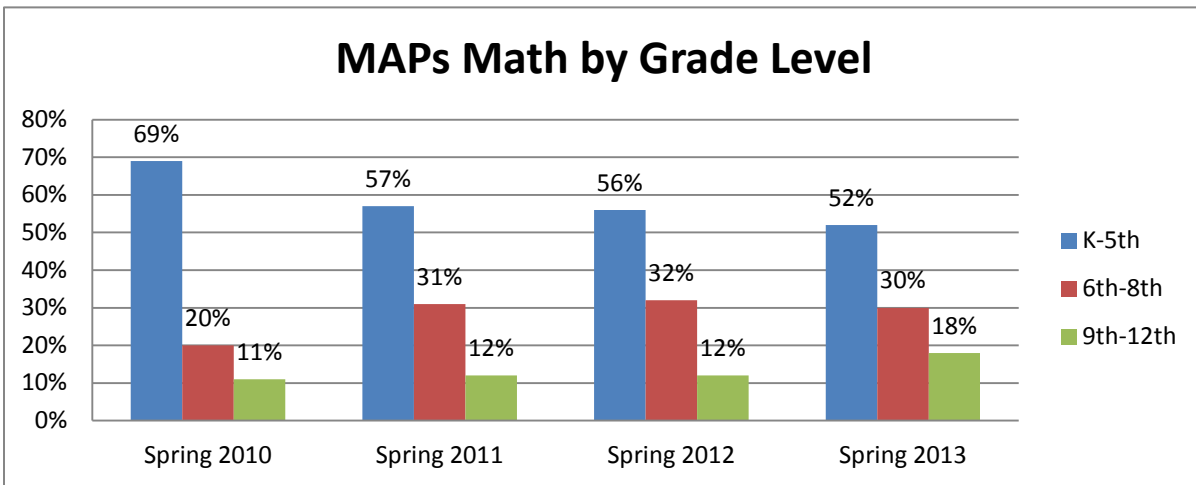 MAPs Math by Grade Level
80%
70%
60%
50%
40%
30%
20%
10%
0%
69%
20%
11%
57%
31%
12%
56%
32%
12%
52%
30%
18%
Spring 2010
Spring 2011
Spring 2012
Spring 2013
K-5th
6th-8th
9th-12th